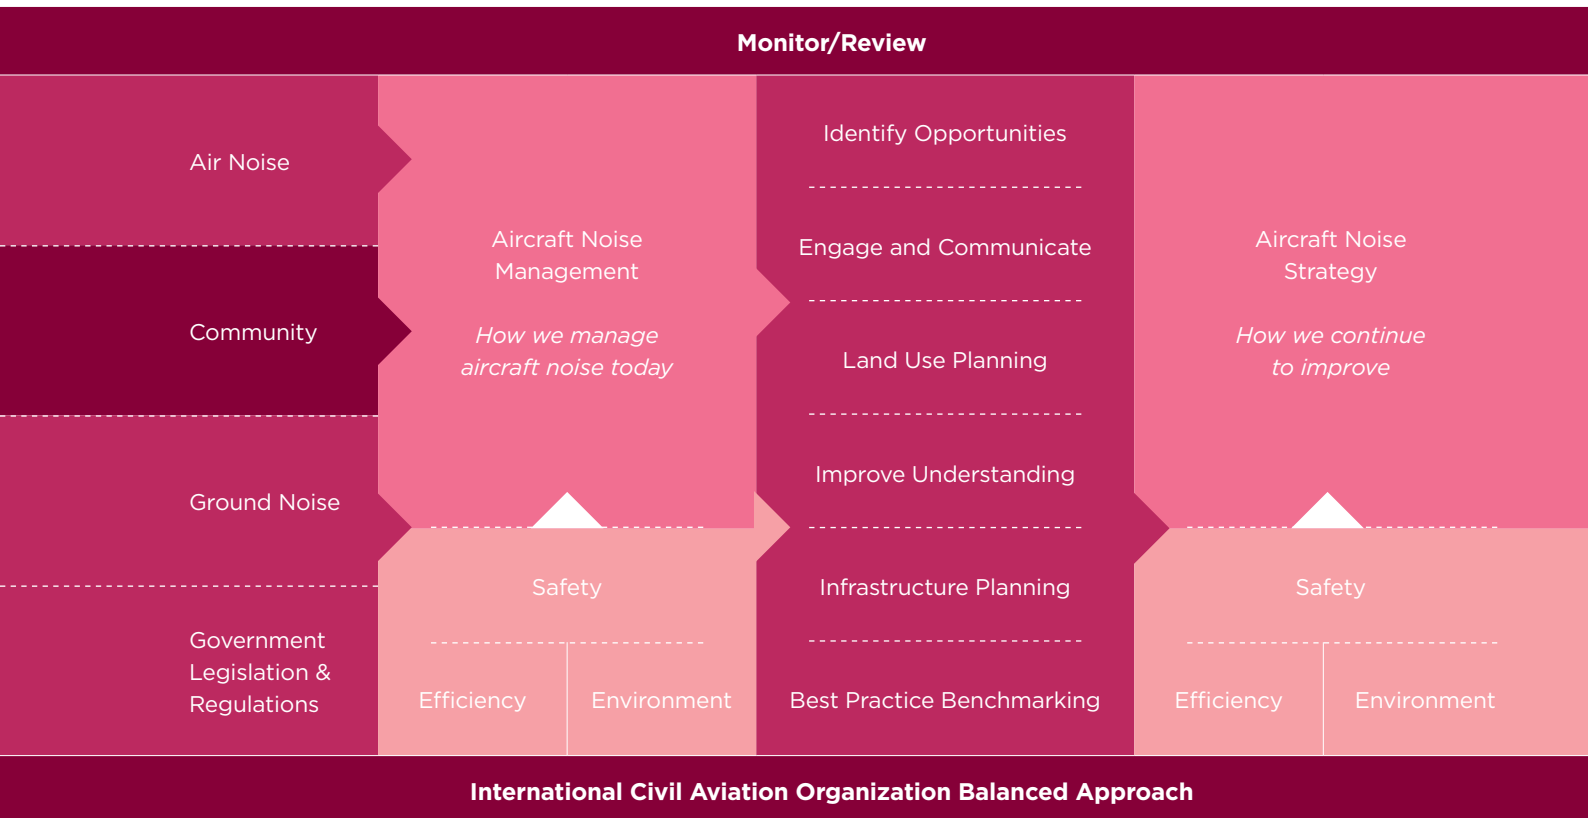 Monitor/Review
Air Noise
Community
Ground Noise
Government
Legislation &
Regulations
Aircraft Noise
Management
How we manage
aircraft noise today
Safety
Efficiency
Environment
Identify Opportunities
Engage and Communicate
Land Use Planning
Improve Understanding
Infrastructure Planning
Best Practice Benchmarking
Aircraft Noise
Strategy
How we continue
to improve
Safety
Efficiency
Environment
International Civil Aviation Organization Balanced Approach